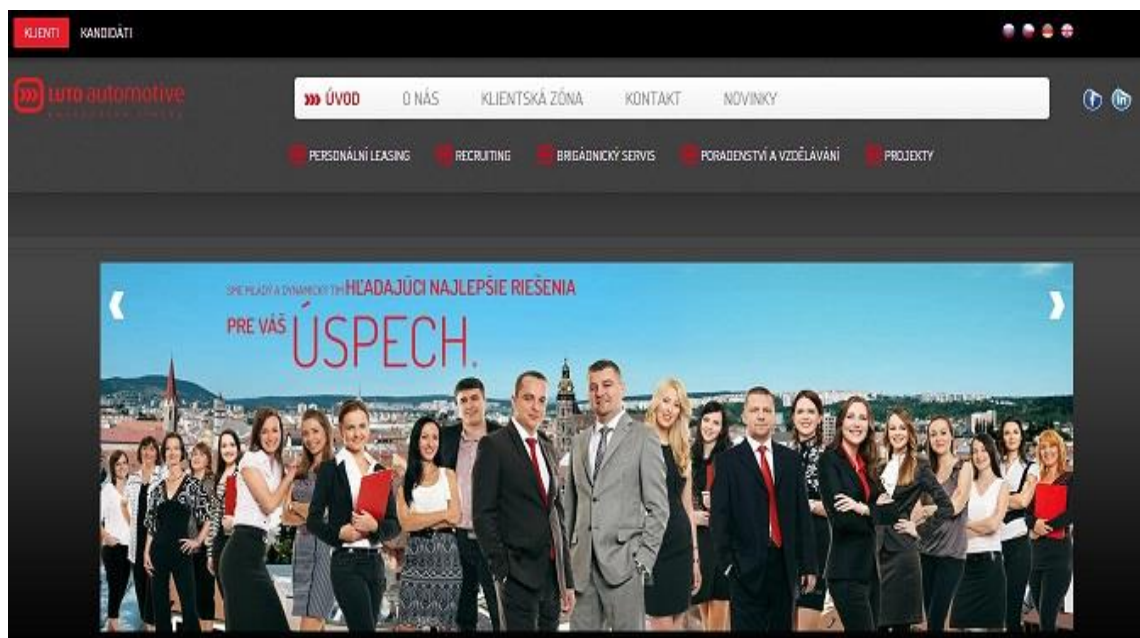 KLIENTI KANDIDÁTI
LUTO automotive
ÚVOD O NÁS KLIENTSKÁ ZÓNA KONTAKT NOVINKY
PERSONÁLNÍ LEASING RECRUITING BRIGÁDNICKÝ SERVIS PORADENSTVÍ A VZDĚLÁVÁNÍ PROJEKTY
SME MLADÝ A DYNAMICKÝ TÍM HĽADAJÚCI NAJLEPŠIE RIEŠENIA
PRE VÁŠ ÚSPECH.